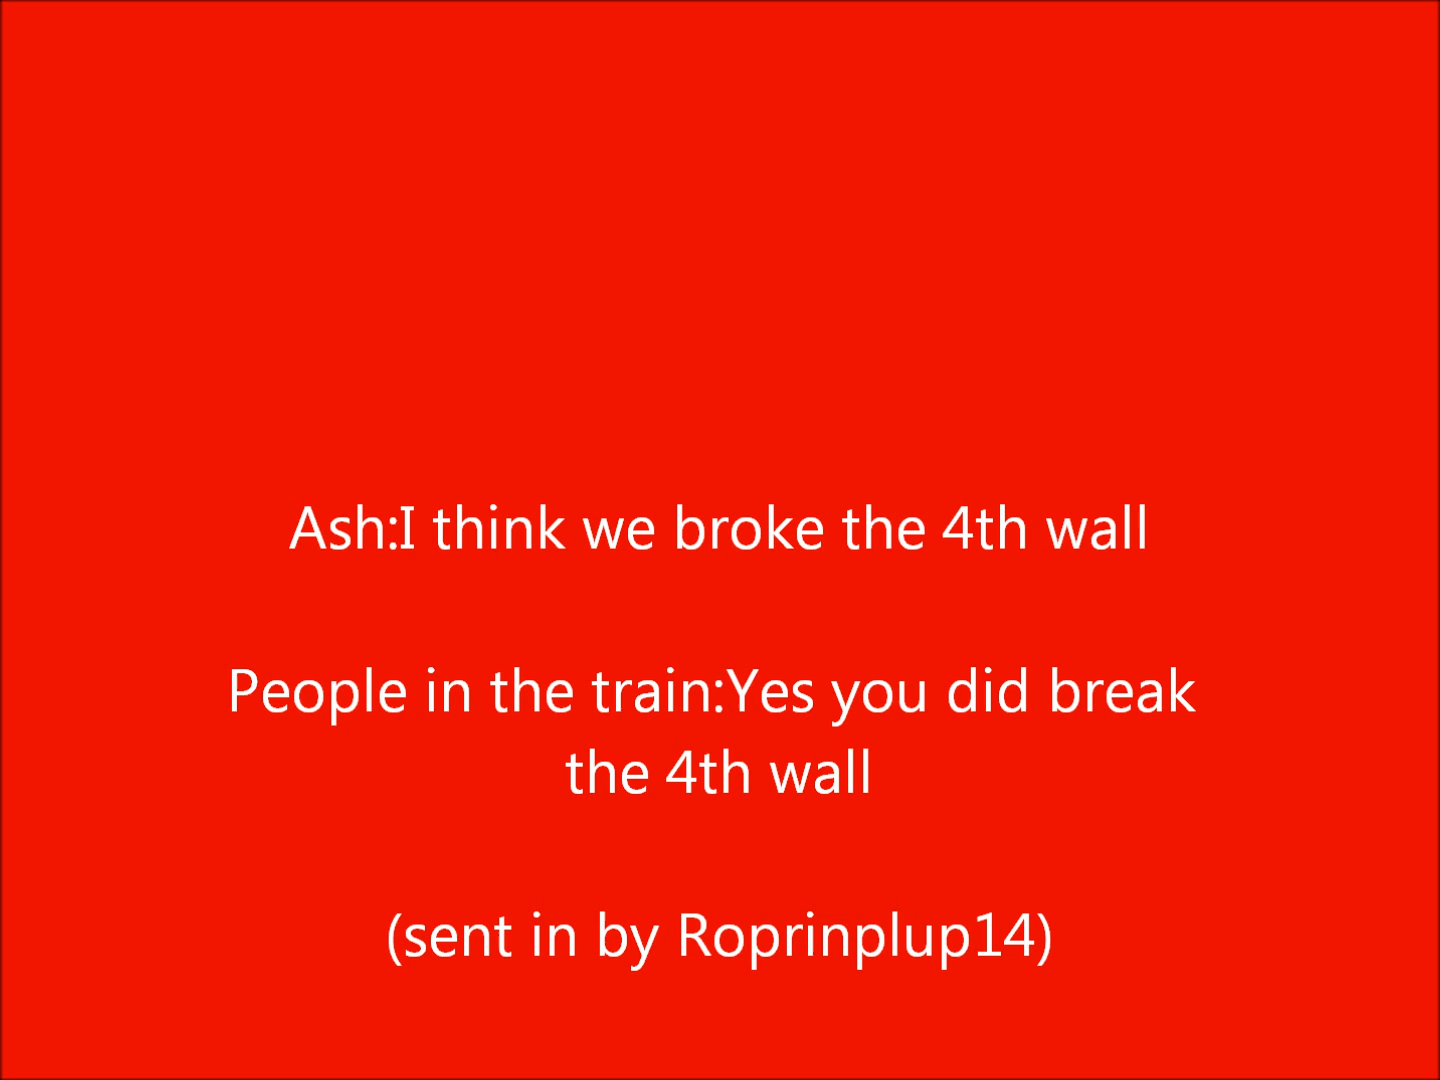 Ash:I think we broke the 4th wall
People in the train:Yes you did break
the 4th wall
(sent in by Roprinplup14)